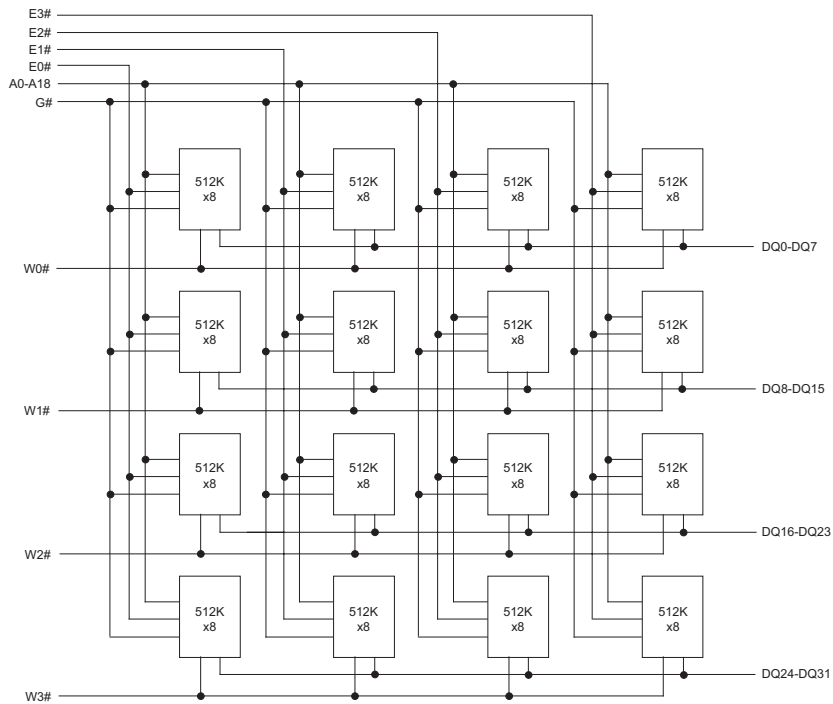 E3#
E2#
E1#
E0#
A0-A18
G#
512K
x8
512K
x8
512K
x8
512K
x8
DQ0-DQ7
W0#
512K
x8
512K
x8
512K
x8
512K
x8
DQ8-DQ15
W1#
512K
x8
512K
x8
512K
x8
512K
x8
DQ16-DQ23
W2#
512K
x8
512K
x8
512K
x8
512K
x8
DQ24-DQ31
W3#